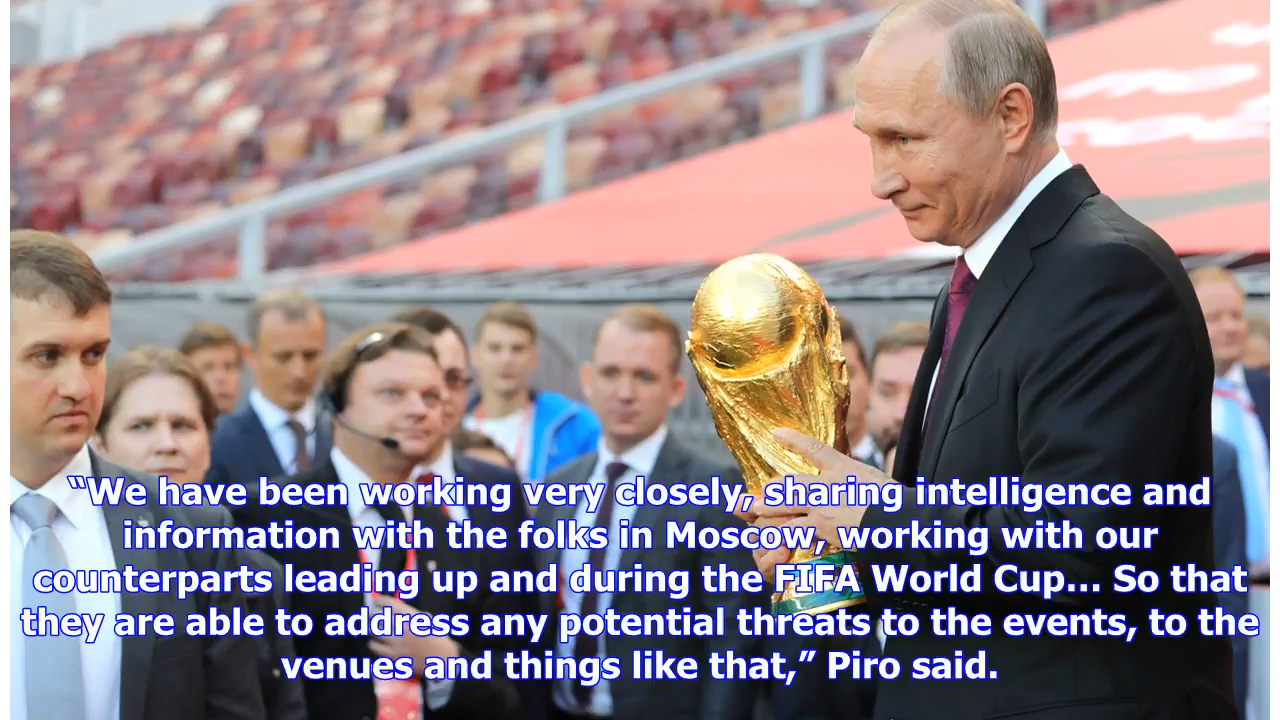 “We have been working very closely, sharing intelligence and
information with the folks in Moscow, working with our
counterparts leading up and during the FIFA World Cup... So that
they are able to address any potential threats to the events, to the
venues and things like that,” Piro said.